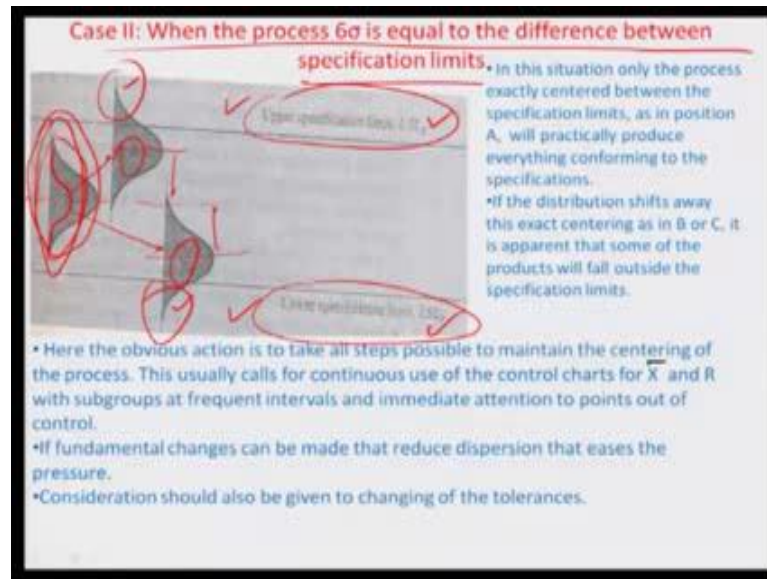 Case II: When the process 6σ is equal to the difference between
specification limits
• In this situation only the process
exactly centered between the
specification limits, as in position
A, will practically produce
everything conforming to the
specifications.
•If the distribution shifts away
this exact centering as in B or C, it
is apparent that some of the
products will fall outside the
specification limits.
Upper specification limit,
Lower specification limit,
• Here the obvious action is to take all steps possible to maintain the centering of
the process. This usually calls for continuous use of the control charts for X̅ and R
with subgroups at frequent intervals and immediate attention to points out of
control.
•If fundamental changes can be made that reduce dispersion that eases the
pressure.
•Consideration should also be given to changing of the tolerances.